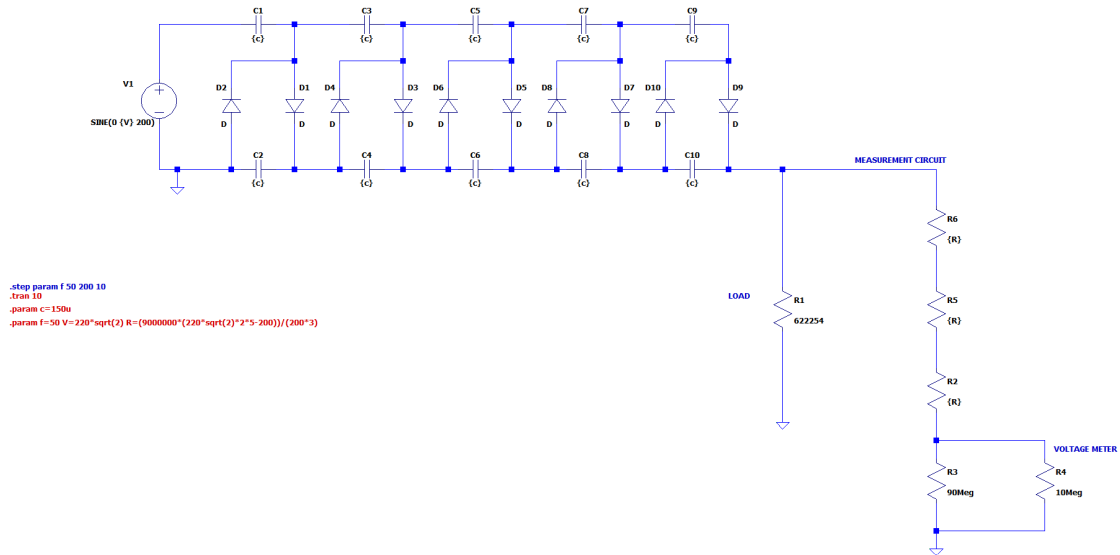 C1
{c}
C3
{c}
C5
{c}
C7
{c}
C9
{c}
V1
SINE(0 {V} 200)
D2
D
D1
D
D4
D
D3
D
D6
D
D5
D
D8
D
D7
D
D10
D
D9
D
C2
{c}
C4
{c}
C6
{c}
C8
{c}
C10
{c}
MEASUREMENT CIRCUIT
R6
{R}
.step param f 50 200 10
.tran 10
.param c=150u
.param f=50 V=220*sqrt(2) R=(9000000*(220*sqrt(2)*2*5-200))/(200*3)
LOAD
R1
622254
R5
{R}
R2
{R}
VOLTAGE METER
R3
90Meg
R4
10Meg